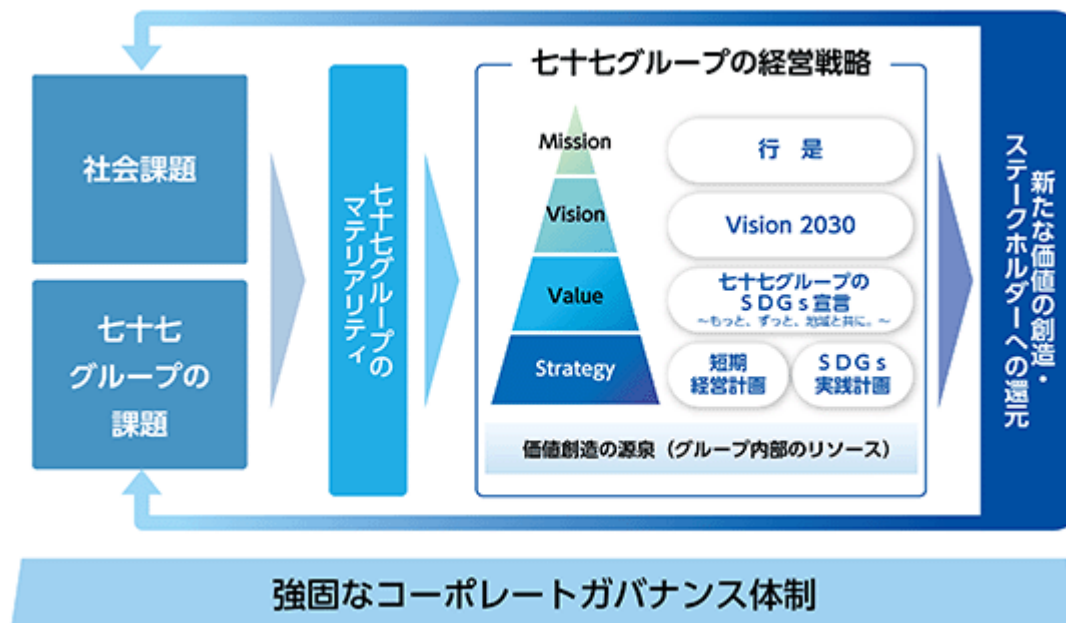 社会課題
七十七
グループの
課題
七十七グループの
マテリアリティ
七十七グループの経営戦略
Mission
行 是
Vision
Vision 2030
Value
七十七グループの
SDGs宣言
~もっと、ずっと、地域と共に。~
Strategy
短期
経営計画
SDGs
実践計画
価値創造の源泉(グループ内部のリソース)
新たな価値の創造・
ステークホルダーへの還元
強固なコーポレートガバナンス体制